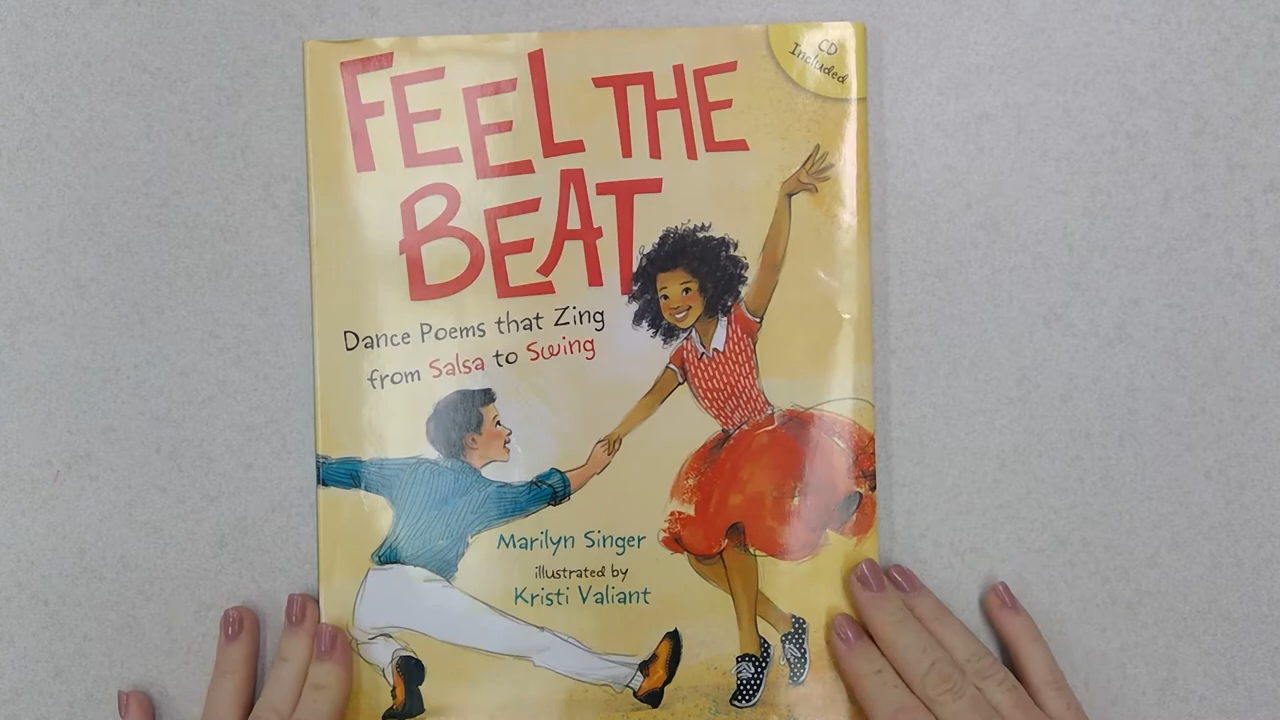 CD
Included
FEEL THE
BEAT
Dance Poems that Zing
from Salsa to Swing
Marilyn Singer
illustrated by
Kristi Valiant